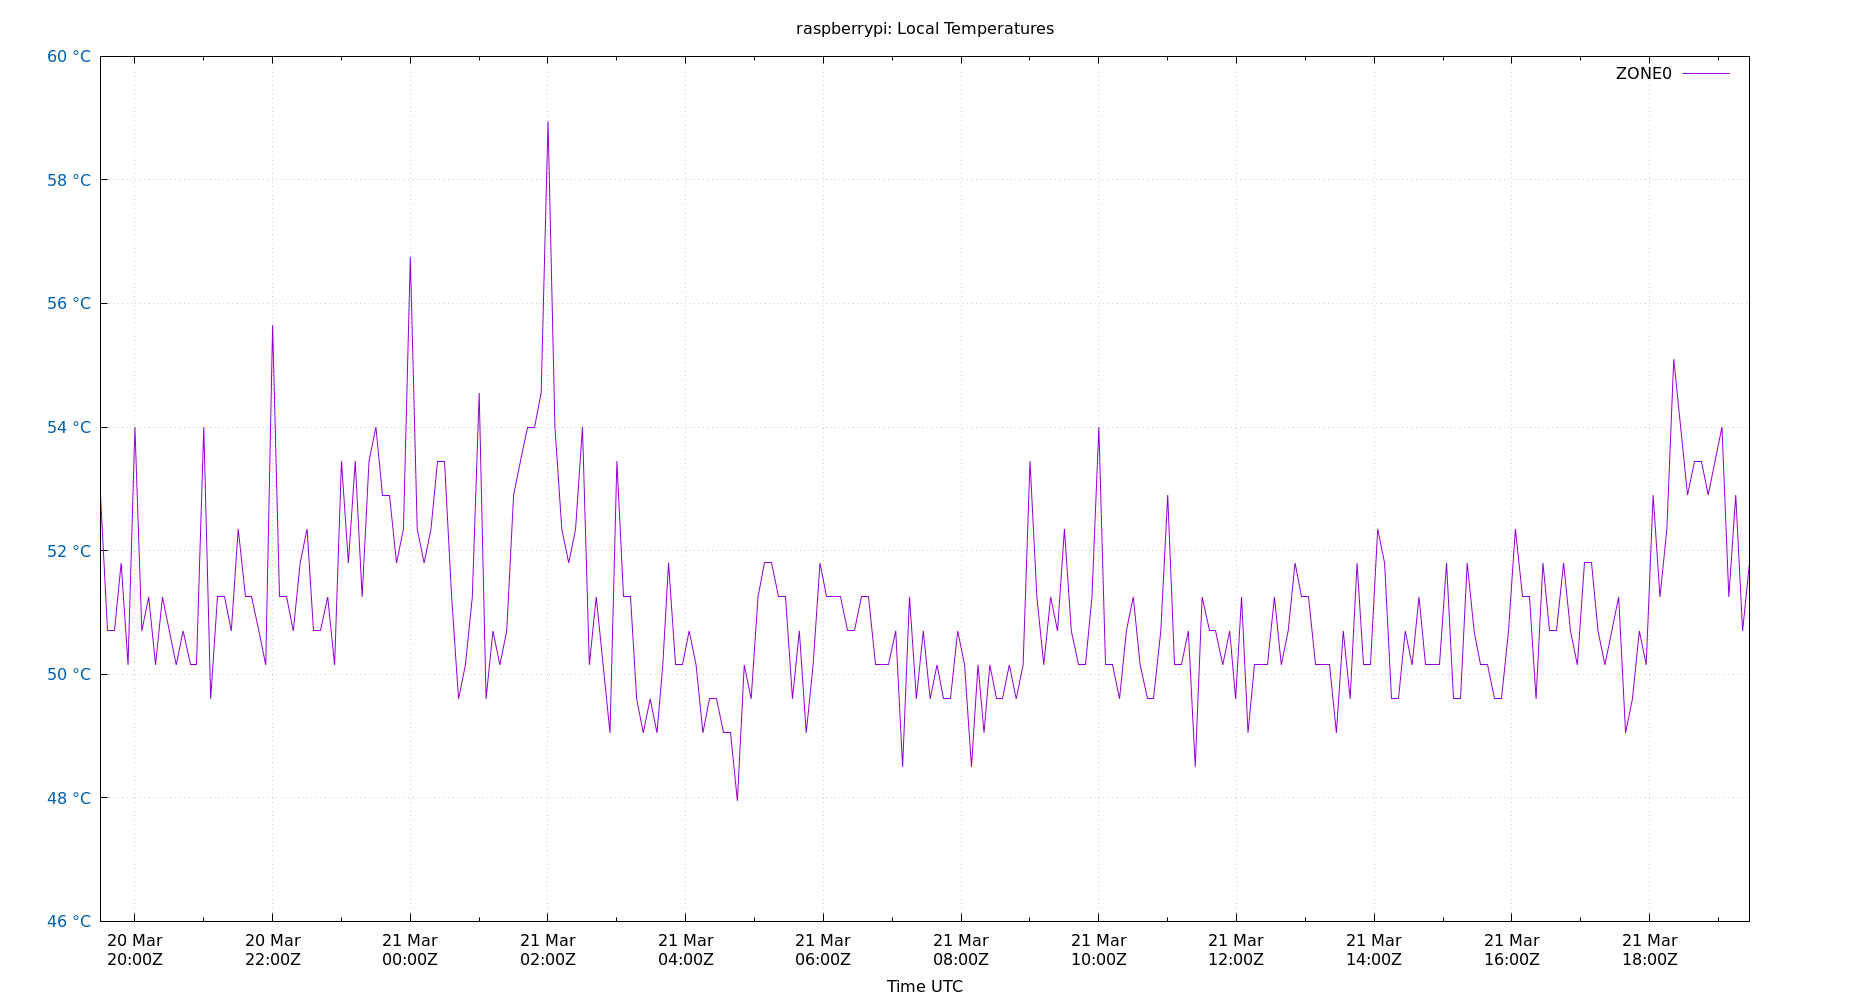 raspberrypi: Local Temperatures
60 °C
ZONE0
58 °C
56 °C
54 °C
52 °C
50 °C
48 °C
46 °C
20 Mar 20 Mar 21 Mar 21 Mar 21 Mar 21 Mar 21 Mar 21 Mar 21 Mar 21 Mar 21 Mar 21 Mar
20:00Z 22:00Z 00:00Z 02:00Z 04:00Z 06:00Z 08:00Z 10:00Z 12:00Z 14:00Z 16:00Z 18:00Z
Time UTC